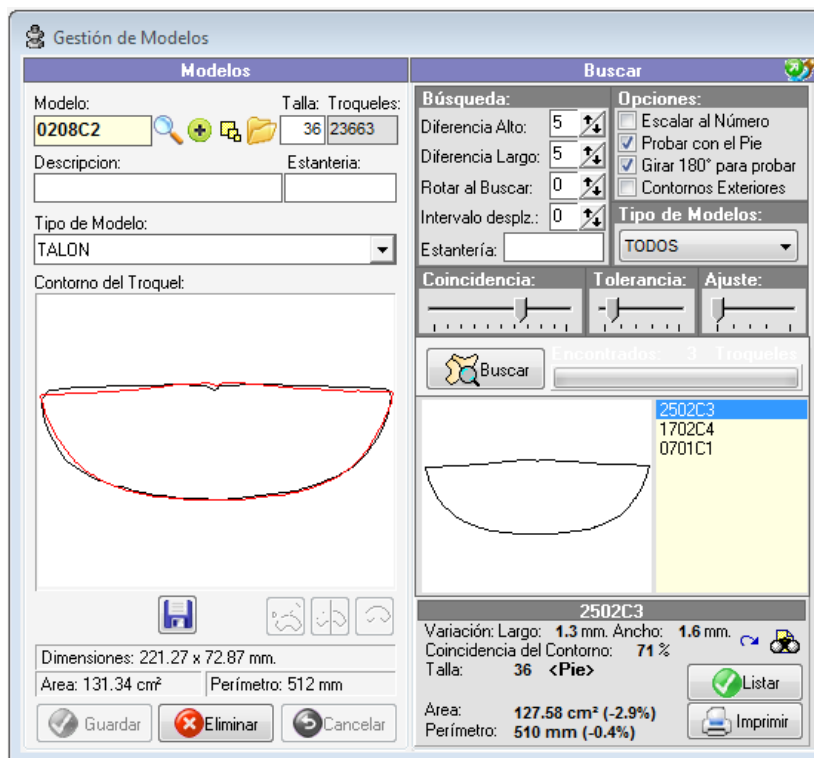 Gestión de Modelos
Modelos
Modelo:
Talla: Troqueles:
0208C2
36 23663
Descripcion:
Estanteria:
Tipo de Modelo:
TALON
Contorno del Troquel:
Dimensiones: 221.27 x 72.87 mm.
Area: 131.34 cm²
Perímetro: 512 mm
Guardar
Eliminar
Cancelar
Buscar
Búsqueda:
Diferencia Alto: 5
Diferencia Largo: 5
Rotar al Buscar: 0
Intervalo desplz.: 0
Estantería:
Opciones:
Escalar al Número
Probar con el Pie
Girar 180° para probar
Contornos Exteriores
Tipo de Modelos:
TODOS
Coincidencia:
Tolerancia:
Ajuste:
Buscar
Encontrados: 3 Troqueles
2502C3
1702C4
0701C1
2502C3
Variación: Largo: 1.3 mm. Ancho: 1.6 mm.
Coincidencia del Contorno: 71 %
Talla: 36 <Pie>
Area: 127.58 cm² (-2.9%)
Perímetro: 510 mm (-0.4%)
Listar
Imprimir